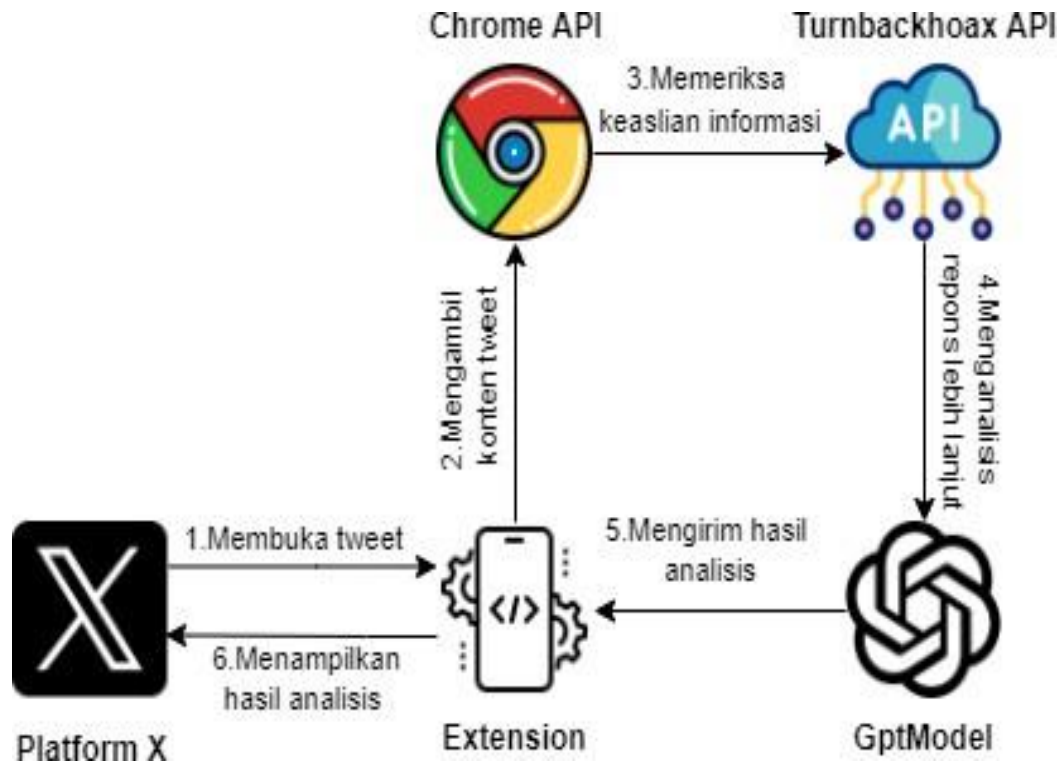 Chrome API
Turnbackhoax API
3.Memeriksa
keaslian informasi
API
2.Mengambil
konten tweet
4.Menganalisis
repons lebih lanjut
1.Membuka tweet
5.Mengirim hasil
analisis
</>
6.Menampilkan
hasil analisis
Platform X
Extension
GptModel